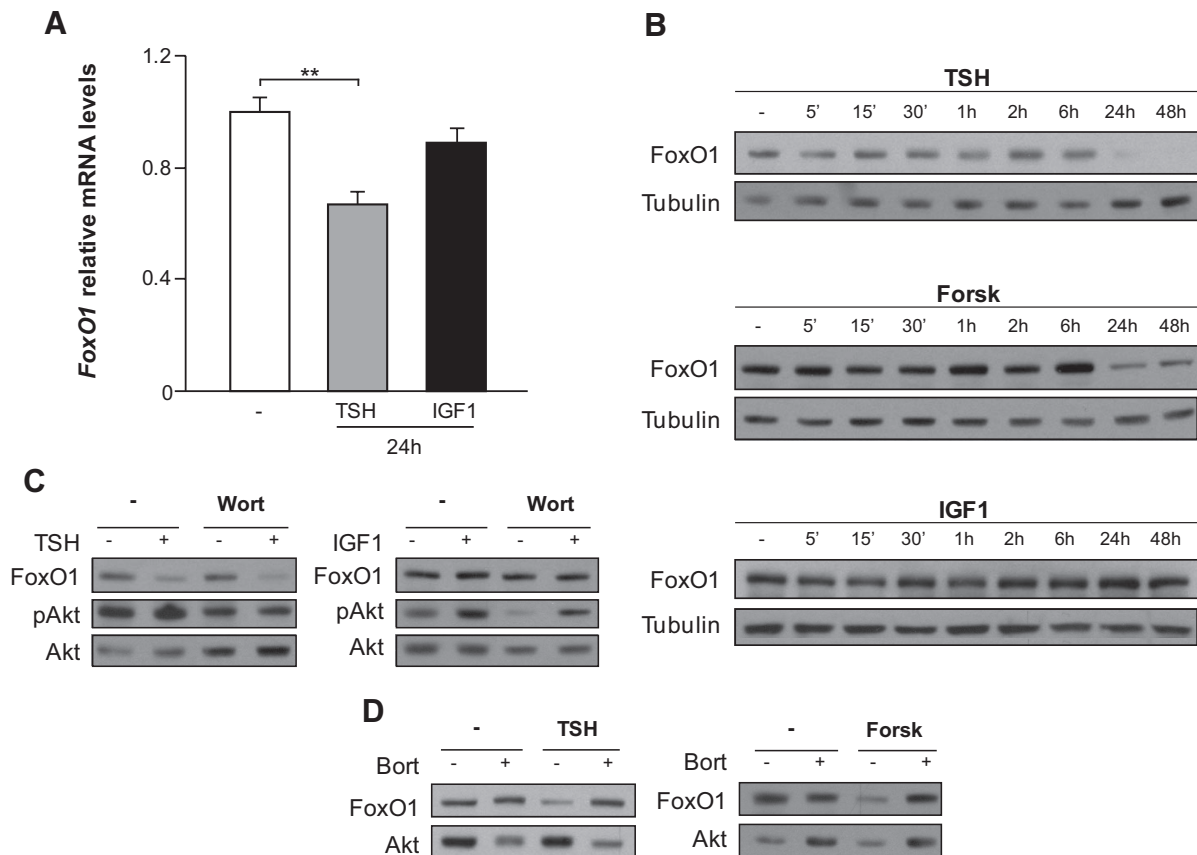 A
FoxO1 relative mRNA levels
1.2
0.8
0.4
0
**
- TSH IGF1
24h
B
TSH
- 5’ 15’ 30’ 1h 2h 6h 24h 48h
FoxO1
Tubulin
Forsk
- 5’ 15’ 30’ 1h 2h 6h 24h 48h
FoxO1
Tubulin
IGF1
- 5’ 15’ 30’ 1h 2h 6h 24h 48h
FoxO1
Tubulin
C
- Wort
TSH - + - +
FoxO1
pAkt
Akt
- Wort
IGF1 - + - +
FoxO1
pAkt
Akt
D
- TSH
Bort - + - +
FoxO1
Akt
- Forsk
Bort - + - +
FoxO1
Akt